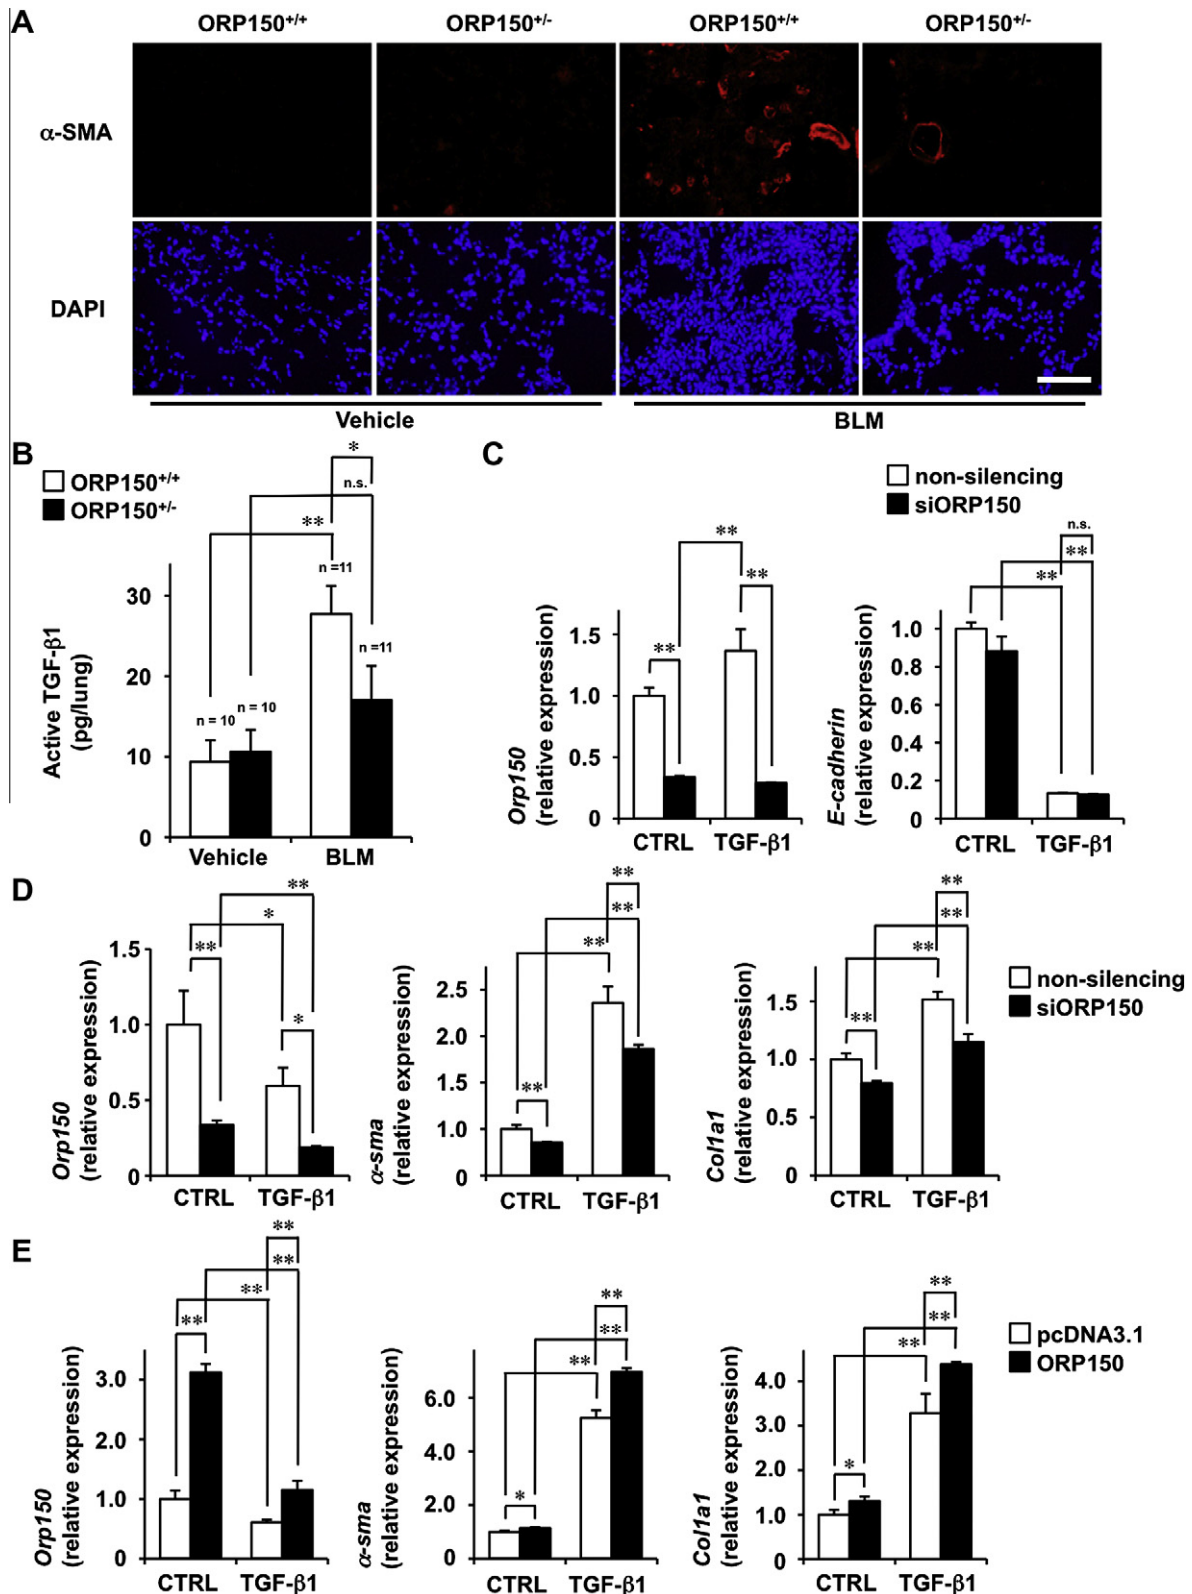 A
ORP150+/+ ORP150+/- ORP150+/+ ORP150+/-
α-SMA
DAPI
Vehicle BLM
B
ORP150+/+
ORP150+/-
*
n.s.
**
n =11
n =11
n = 10
n = 10
Active TGF-β1
(pg/lung)
30
20
10
0
Vehicle BLM
C
non-silencing
siORP150
**
**
**
Orp150
(relative expression)
1.5
1.0
0.5
0
CTRL TGF-β1
n.s.
**
**
E-cadherin
(relative expression)
1.0
0.8
0.6
0.4
0.2
0
CTRL TGF-β1
D
**
*
**
*
Orp150
(relative expression)
1.5
1.0
0.5
0
CTRL TGF-β1
**
**
**
**
α-sma
(relative expression)
2.5
2.0
1.5
1.0
0
CTRL TGF-β1
**
**
**
**
Col1a1
(relative expression)
1.5
1.0
0.5
0
CTRL TGF-β1
non-silencing
siORP150
E
**
**
**
**
Orp150
(relative expression)
3.0
2.0
1.0
0
CTRL TGF-β1
**
**
**
*
α-sma
(relative expression)
6.0
4.0
2.0
0
CTRL TGF-β1
**
**
**
*
Col1a1
(relative expression)
4.0
3.0
2.0
1.0
0
CTRL TGF-β1
pcDNA3.1
ORP150